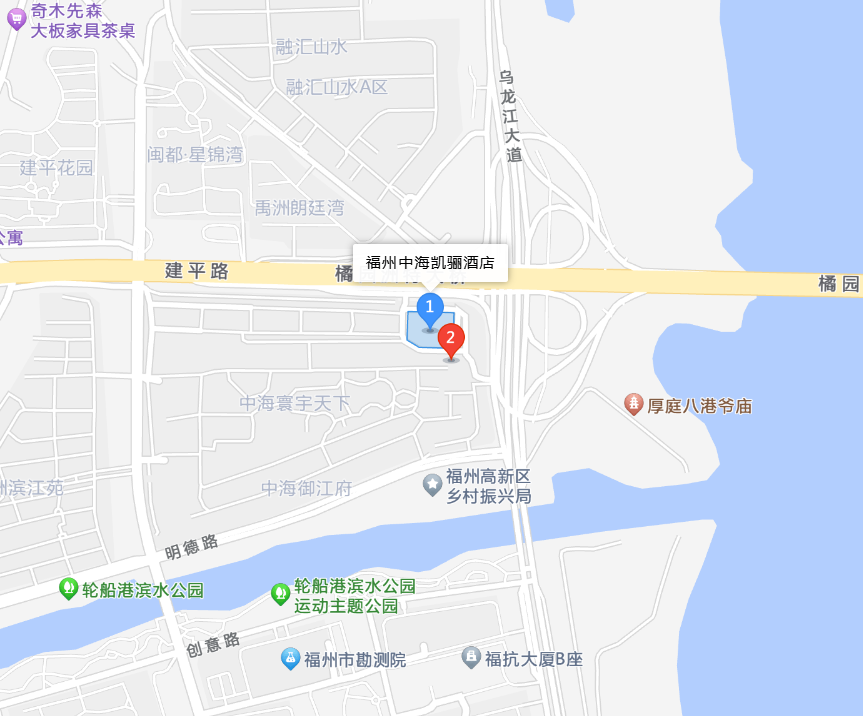 奇木先森
大板家具茶桌
融汇山水
融汇山水A区
乌龙江大道
闽都·星锦湾
建平花园
禹洲朗廷湾
公寓
福州中海凯骊酒店
建平路
橘
橘园
1
2
中海寰宇天下
厚庭八港爷庙
福州高新区
乡村振兴局
滨江苑
中海御江府
明德路
轮船港滨水公园
轮船港滨水公园
运动主题公园
创意路
福州市勘测院
福抗大厦B座